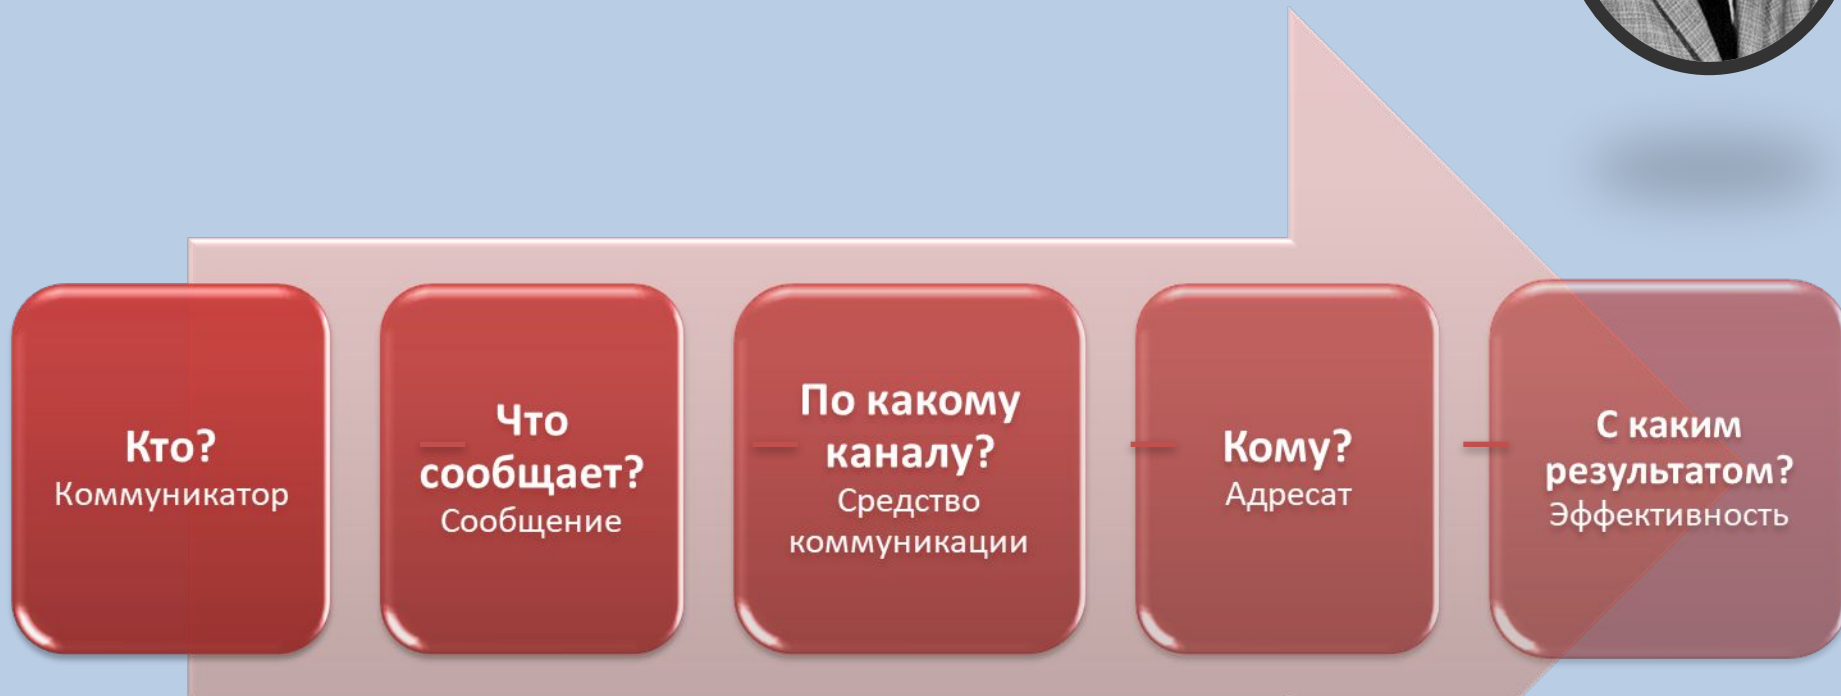 Кто?
Коммуникатор
Что
сообщает?
Сообщение
По какому
каналу?
Средство
коммуникации
Кому?
Адресат
С каким
результатом?
Эффективность